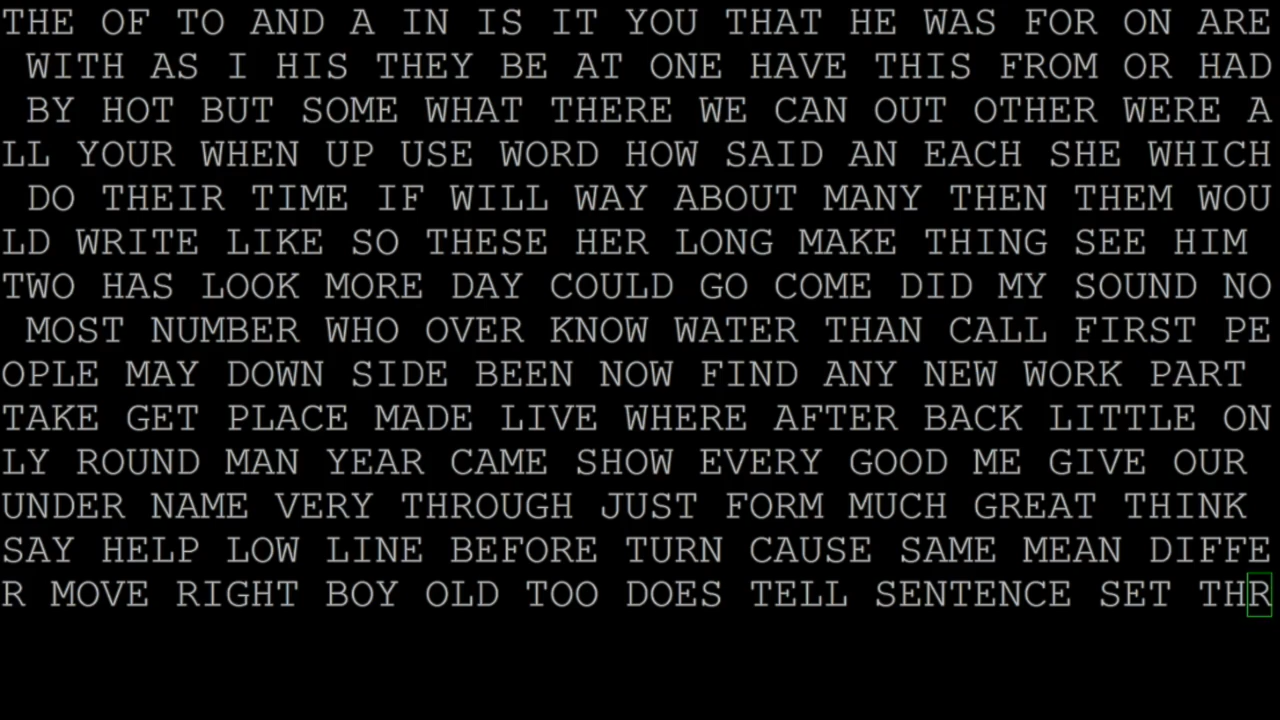 THE OF TO AND A IN IS IT YOU THAT HE WAS FOR ON ARE
WITH AS I HIS THEY BE AT ONE HAVE THIS FROM OR HAD
BY HOT BUT SOME WHAT THERE WE CAN OUT OTHER WERE A
LL YOUR WHEN UP USE WORD HOW SAID AN EACH SHE WHICH
DO THEIR TIME IF WILL WAY ABOUT MANY THEN THEM WOU
LD WRITE LIKE SO THESE HER LONG MAKE THING SEE HIM
TWO HAS LOOK MORE DAY COULD GO COME DID MY SOUND NO
MOST NUMBER WHO OVER KNOW WATER THAN CALL FIRST PE
OPLE MAY DOWN SIDE BEEN NOW FIND ANY NEW WORK PART
TAKE GET PLACE MADE LIVE WHERE AFTER BACK LITTLE ON
LY ROUND MAN YEAR CAME SHOW EVERY GOOD ME GIVE OUR
UNDER NAME VERY THROUGH JUST FORM MUCH GREAT THINK
SAY HELP LOW LINE BEFORE TURN CAUSE SAME MEAN DIFFE
R MOVE RIGHT BOY OLD TOO DOES TELL SENTENCE SET THR